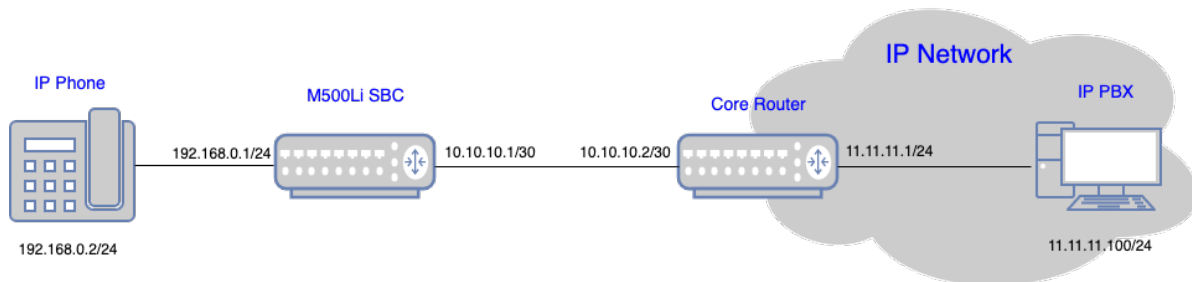 IP Network
IP Phone
M500Li SBC
Core Router
IP PBX
192.168.0.1/24
10.10.10.1/30
10.10.10.2/30
11.11.11.1/24
192.168.0.2/24
11.11.11.100/24